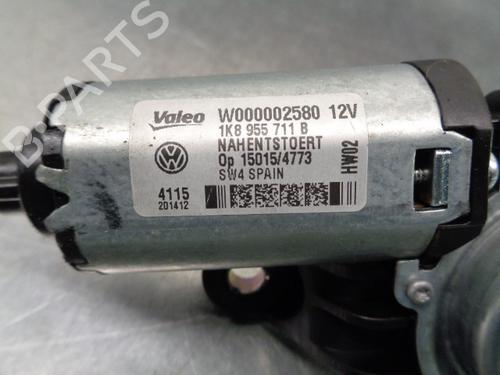 Valeo W000002580 12V
1K8 955 711 B
NAHENTSTOERT
Op 15015/4773
SW4 SPAIN
4115
201412
HW02
B-PARTS